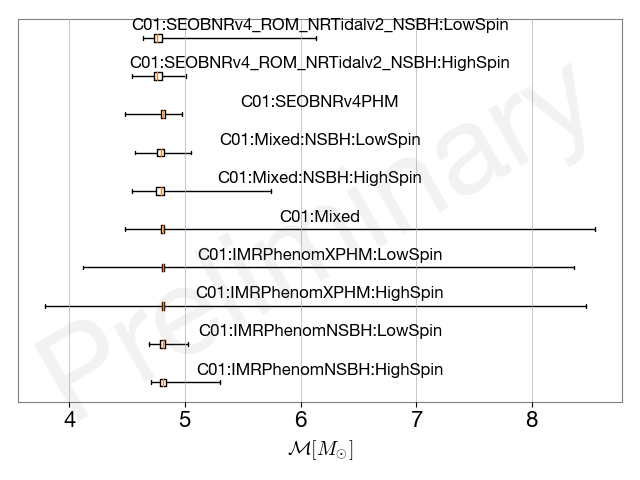 C01:SEOBNRv4_ROM_NRTidalv2_NSBH:LowSpin
C01:SEOBNRv4_ROM_NRTidalv2_NSBH:HighSpin
C01:SEOBNRv4PHM
C01:Mixed:NSBH:LowSpin
C01:Mixed:NSBH:HighSpin
C01:Mixed
C01:IMRPhenomXPHM:LowSpin
C01:IMRPhenomXPHM:HighSpin
C01:IMRPhenomNSBH:LowSpin
C01:IMRPhenomNSBH:HighSpin
Preliminary
4 5 6 7 8
ℳ[M☉]